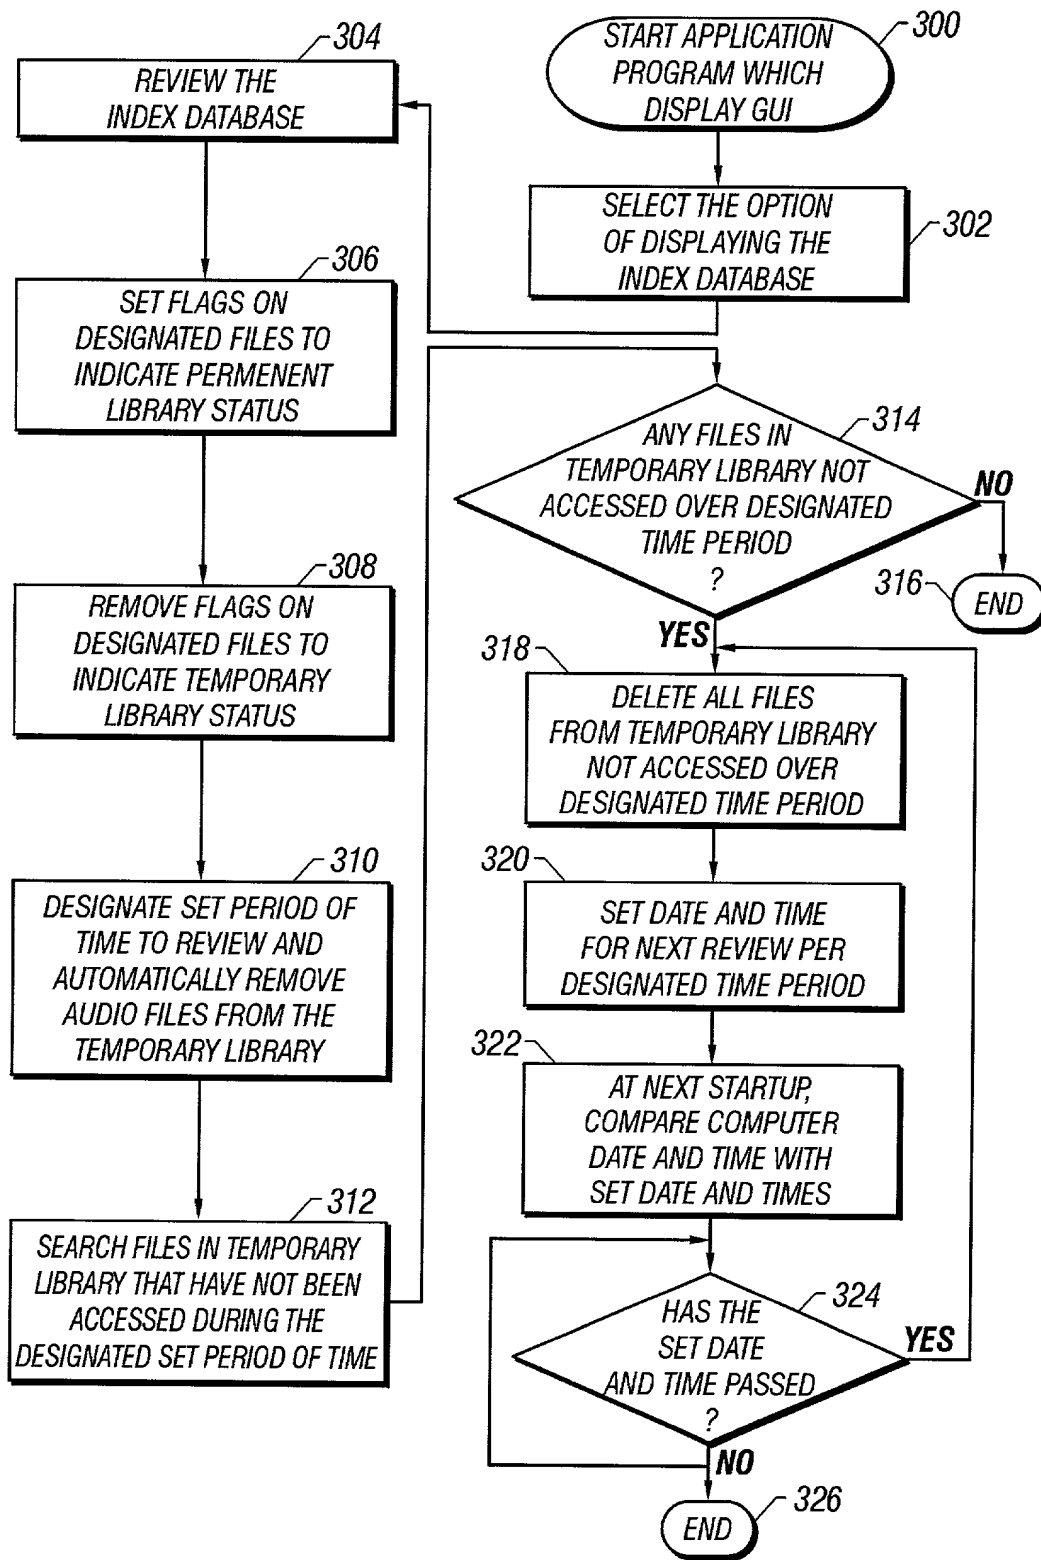 300
START APPLICATION
PROGRAM WHICH
DISPLAY GUI
302
SELECT THE OPTION
OF DISPLAYING THE
INDEX DATABASE
304
REVIEW THE
INDEX DATABASE
306
SET FLAGS ON
DESIGNATED FILES TO
INDICATE PERMENENT
LIBRARY STATUS
308
REMOVE FLAGS ON
DESIGNATED FILES TO
INDICATE TEMPORARY
LIBRARY STATUS
310
DESIGNATE SET PERIOD OF
TIME TO REVIEW AND
AUTOMATICALLY REMOVE
AUDIO FILES FROM THE
TEMPORARY LIBRARY
312
SEARCH FILES IN TEMPORARY
LIBRARY THAT HAVE NOT BEEN
ACCESSED DURING THE
DESIGNATED SET PERIOD OF TIME
314
ANY FILES IN
TEMPORARY LIBRARY NOT
ACCESSED OVER DESIGNATED
TIME PERIOD
?
NO
316
END
YES
318
DELETE ALL FILES
FROM TEMPORARY LIBRARY
NOT ACCESSED OVER
DESIGNATED TIME PERIOD
320
SET DATE AND TIME
FOR NEXT REVIEW PER
DESIGNATED TIME PERIOD
322
AT NEXT STARTUP,
COMPARE COMPUTER
DATE AND TIME WITH
SET DATE AND TIMES
324
HAS THE
SET DATE
AND TIME PASSED
?
YES
NO
END
326